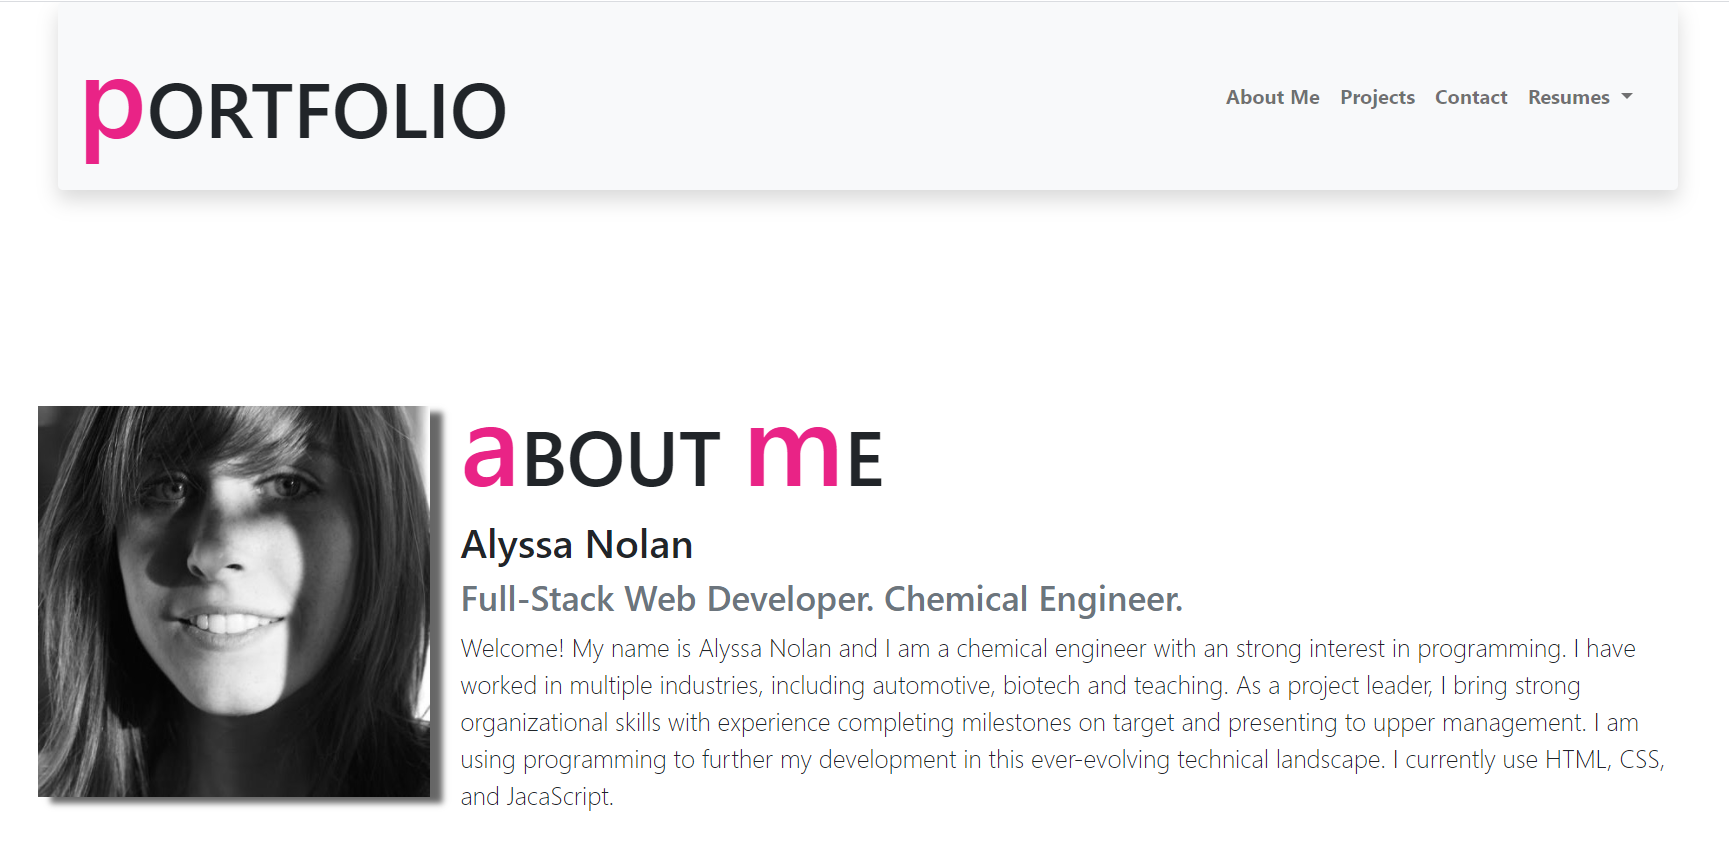 pORTFOLIO
About Me Projects Contact Resumes
aBOUT mE
Alyssa Nolan
Full-Stack Web Developer. Chemical Engineer.
Welcome! My name is Alyssa Nolan and I am a chemical engineer with an strong interest in programming. I have
worked in multiple industries, including automotive, biotech and teaching. As a project leader, I bring strong
organizational skills with experience completing milestones on target and presenting to upper management. I am
using programming to further my development in this ever-evolving technical landscape. I currently use HTML, CSS,
and JacaScript.